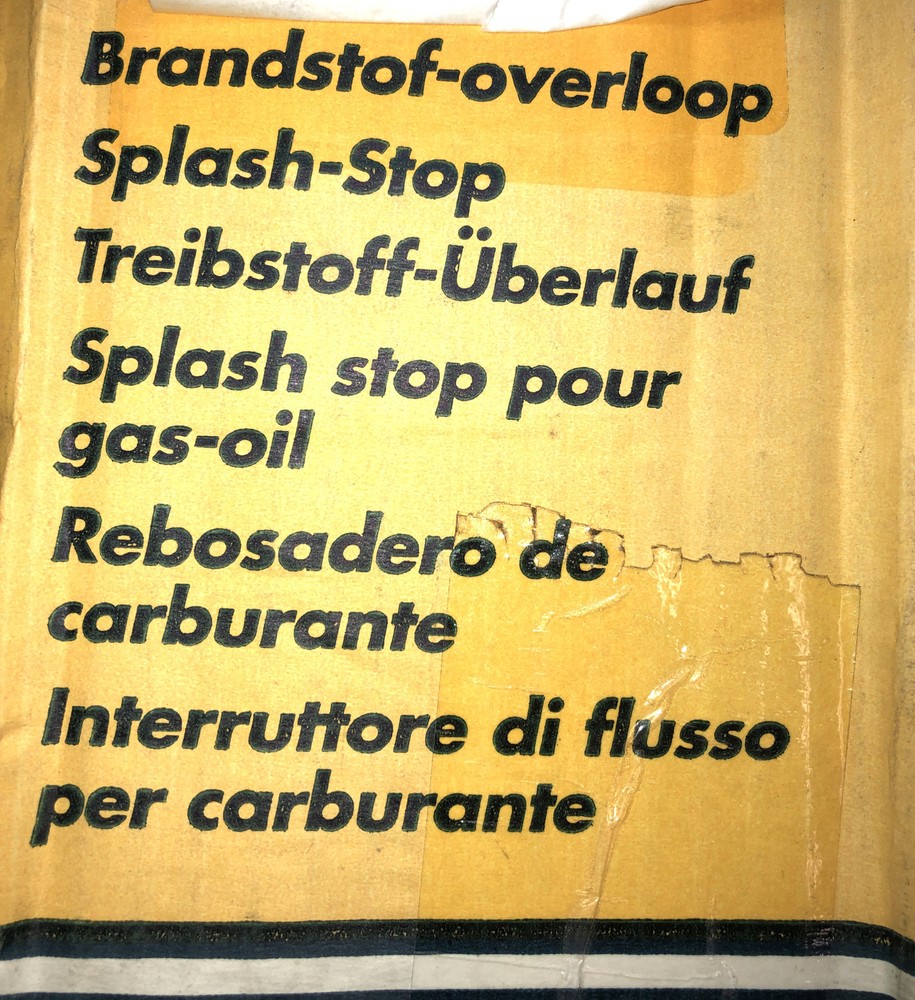 Brandstof-overloop
Splash-Stop
Treibstoff-Überlauf
Splash stop pour
gas-oil
Rebosadero de
carburante
Interruttore di flusso
per carburante